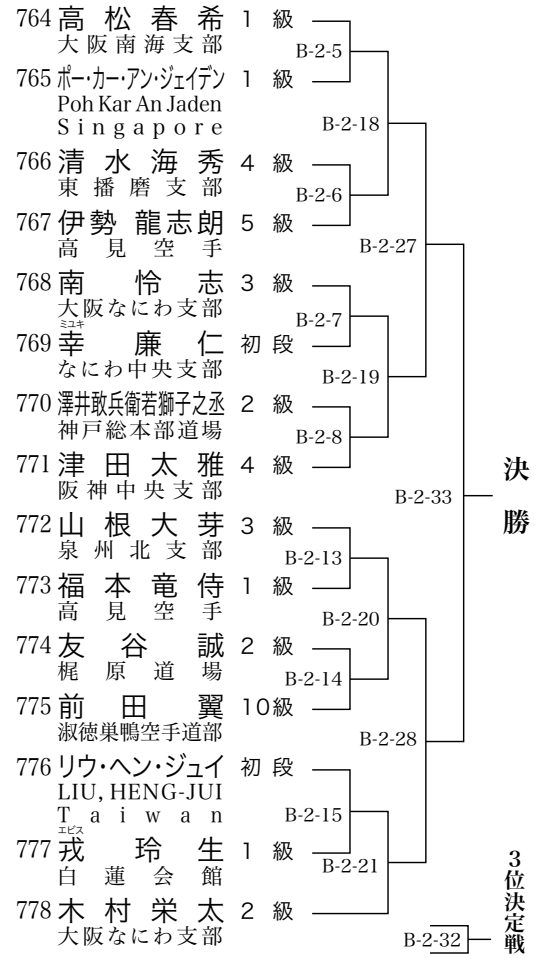 764 高松春希 1級
大阪南海支部
B-2-5
765 ポー・カー・アン・ジェイデン 1級
Poh Kar An Jaden
Singapore
B-2-18
766 清水海秀 4級
東播磨支部
B-2-6
767 伊勢龍志朗 5級
高見空手
B-2-27
768 南怜志 3級
大阪なにわ支部
B-2-7
ミユキ
769 幸廉仁 初段
なにわ中央支部
B-2-19
770 澤井敢兵衛若獅子之丞 2級
神戸総本部道場
B-2-8
771 津田太雅 4級
阪神中央支部
B-2-33
決勝
772 山根大芽 3級
泉州北支部
B-2-13
773 福本竜侍 1級
高見空手
B-2-20
774 友谷誠 2級
梶原道場
B-2-14
775 前田翼 10級
淑徳巣鴨空手道部
B-2-28
776 リウ・ヘン・ジュイ 初段
LIU, HENG-JUI
Taiwan
B-2-15
エビス
777 戎玲生 1級
白蓮会館
B-2-21
778 木村栄太 2級
大阪なにわ支部
B-2-32
3位決定戦